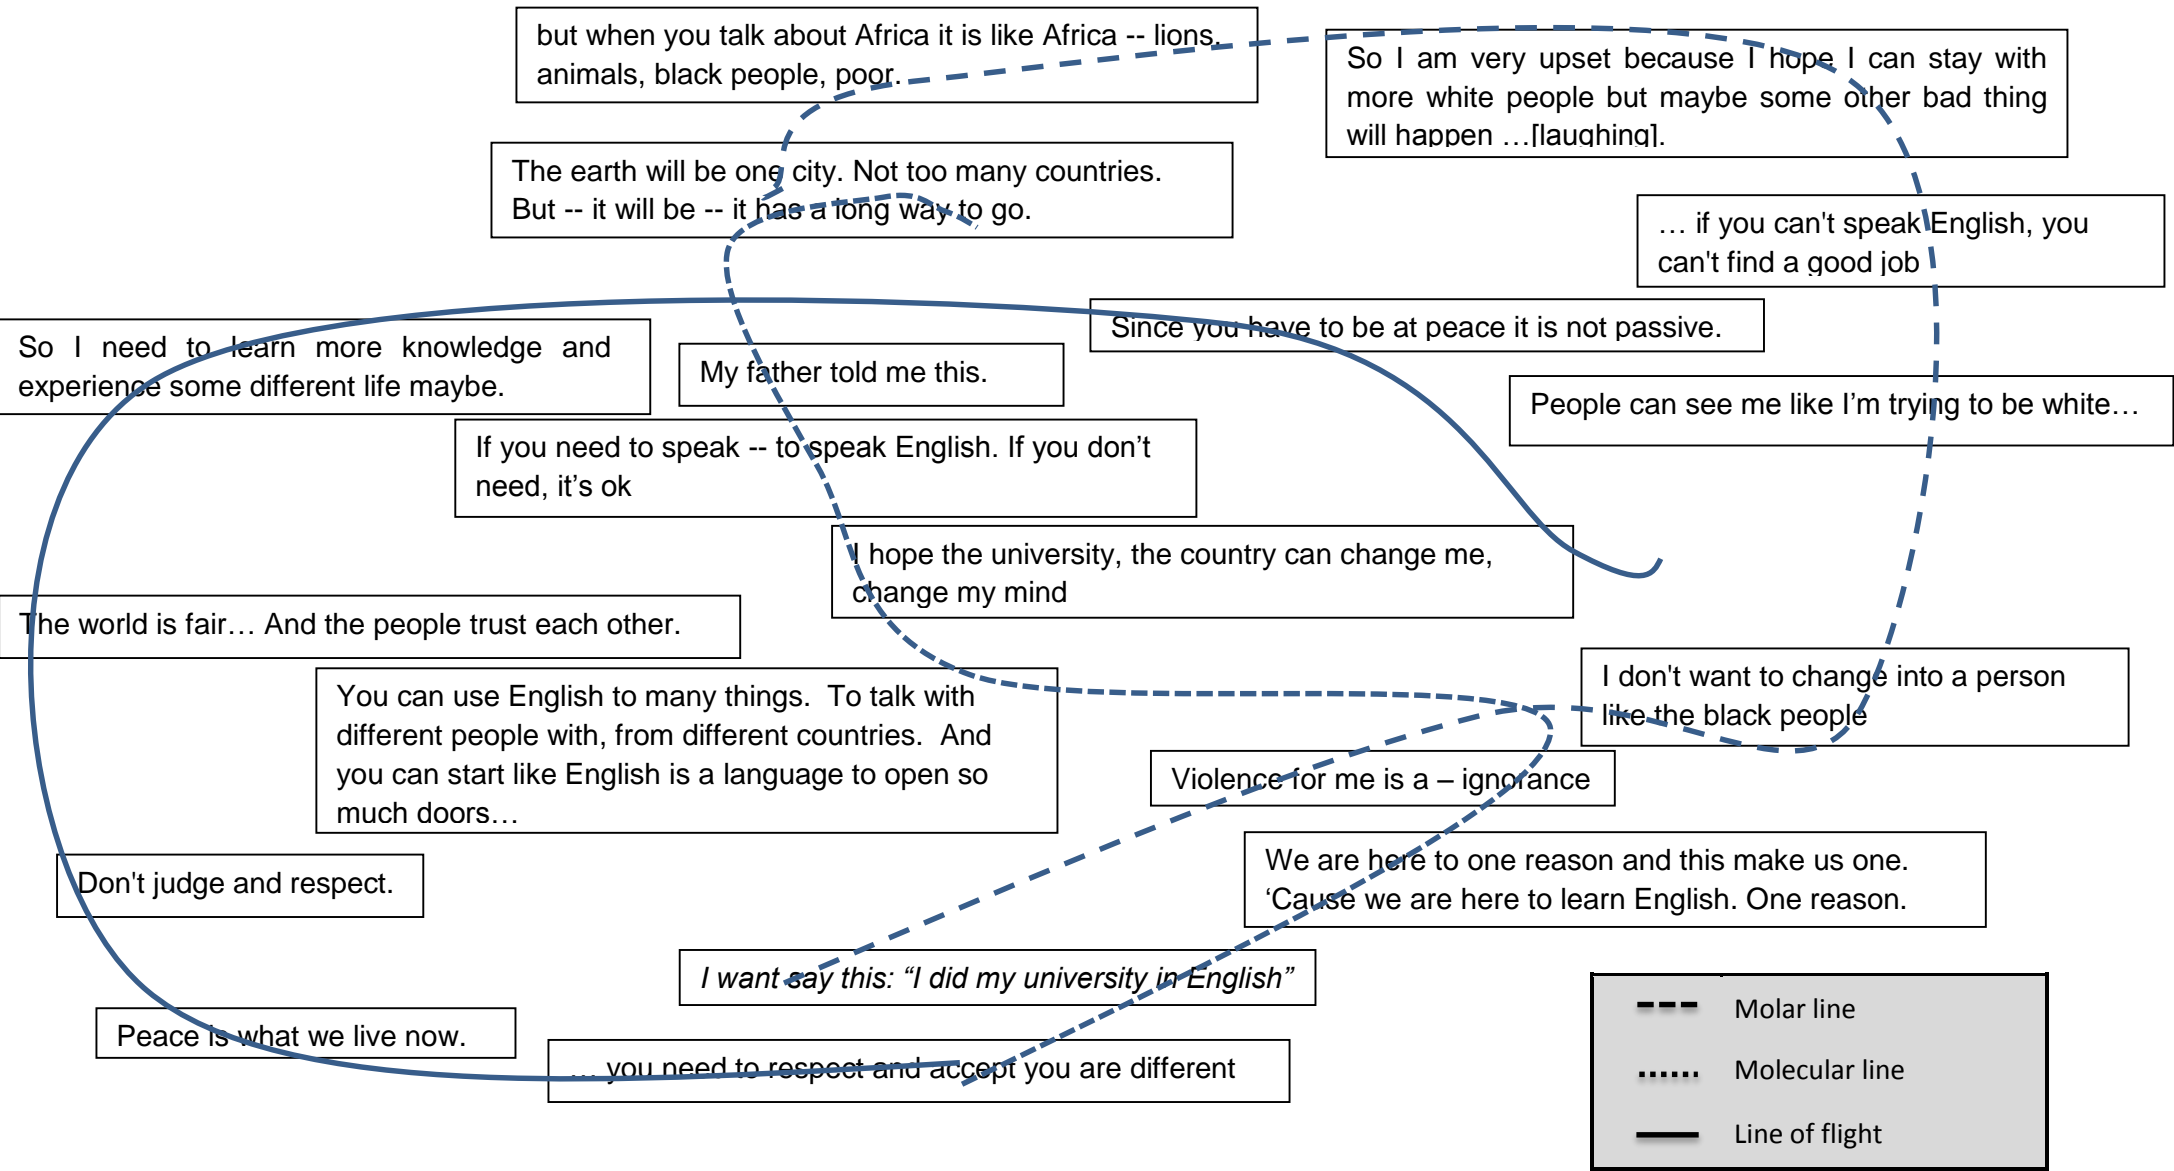 but when you talk about Africa it is like Africa -- lions,
animals, black people, poor.
So I am very upset because I hope I can stay with
more white people but maybe some other bad thing
will happen …[laughing].
The earth will be one city. Not too many countries.
But -- it will be -- it has a long way to go.
… if you can't speak English, you
can't find a good job
Since you have to be at peace it is not passive.
So I need to learn more knowledge and
experience some different life maybe.
My father told me this.
People can see me like I’m trying to be white…
If you need to speak -- to speak English. If you don’t
need, it’s ok
I hope the university, the country can change me,
change my mind
The world is fair… And the people trust each other.
I don't want to change into a person
like the black people
You can use English to many things. To talk with
different people with, from different countries. And
you can start like English is a language to open so
much doors…
Violence for me is a – ignorance
We are here to one reason and this make us one.
‘Cause we are here to learn English. One reason.
Don't judge and respect.
I want say this: “I did my university in English”
Peace is what we live now.
… you need to respect and accept you are different
Molar line
Molecular line
Line of flight